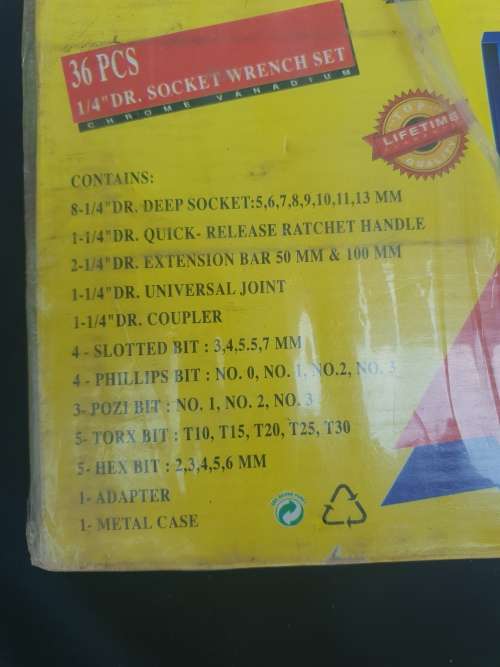 36 PCS
1/4"DR. SOCKET WRENCH SET
CHROME VANADIUM
TOP
LIFETIME
QUALITY
CONTAINS:
8-1/4"DR. DEEP SOCKET:5,6,7,8,9,10,11,13 MM
1-1/4"DR. QUICK- RELEASE RATCHET HANDLE
2-1/4"DR. EXTENSION BAR 50 MM & 100 MM
1-1/4"DR. UNIVERSAL JOINT
1-1/4"DR. COUPLER
4 - SLOTTED BIT : 3,4,5.5,7 MM
4 - PHILLIPS BIT : NO. 0, NO. 1, NO.2, NO. 3
3- POZI BIT : NO. 1, NO. 2, NO. 3
5- TORX BIT : T10, T15, T20, T25, T30
5- HEX BIT : 2,3,4,5,6 MM
1- ADAPTER
1- METAL CASE